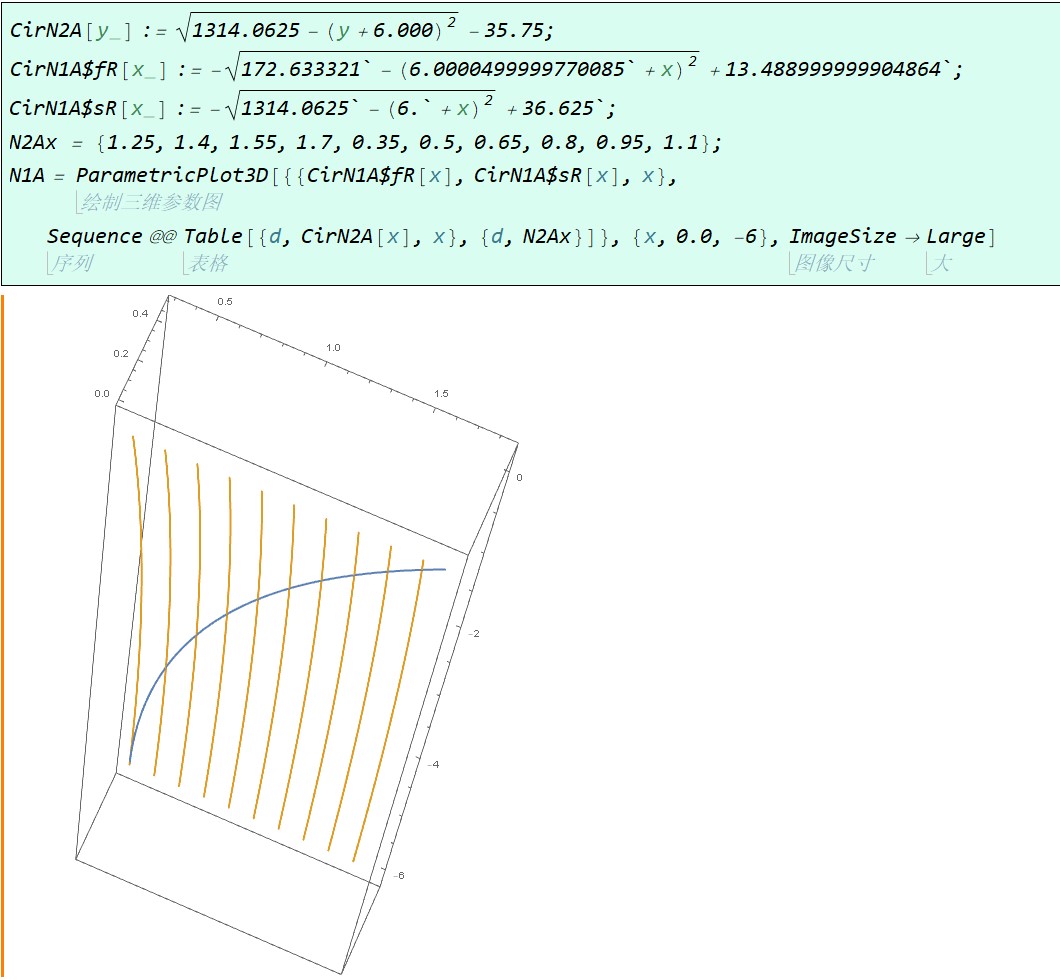 CirN2A[y_] := √(1314.0625 - (y + 6.000)^2) - 35.75;
CirN1A$fR[x_] := -√(172.633321` - (6.0000499999770085` + x)^2) + 13.488999999904864`;
CirN1A$sR[x_] := -√(1314.0625` - (6.` + x)^2) + 36.625`;
N2Ax = {1.25, 1.4, 1.55, 1.7, 0.35, 0.5, 0.65, 0.8, 0.95, 1.1};
N1A = ParametricPlot3D[{{CirN1A$fR[x], CirN1A$sR[x], x},
绘制三维参数图
Sequence @@ Table[{d, CirN2A[x], x}, {d, N2Ax}]}, {x, 0.0, -6}, ImageSize → Large]
序列 表格 图像尺寸 大
0.5
0.4
1.0
0.2
1.5
0.0
0
-2
-4
-6